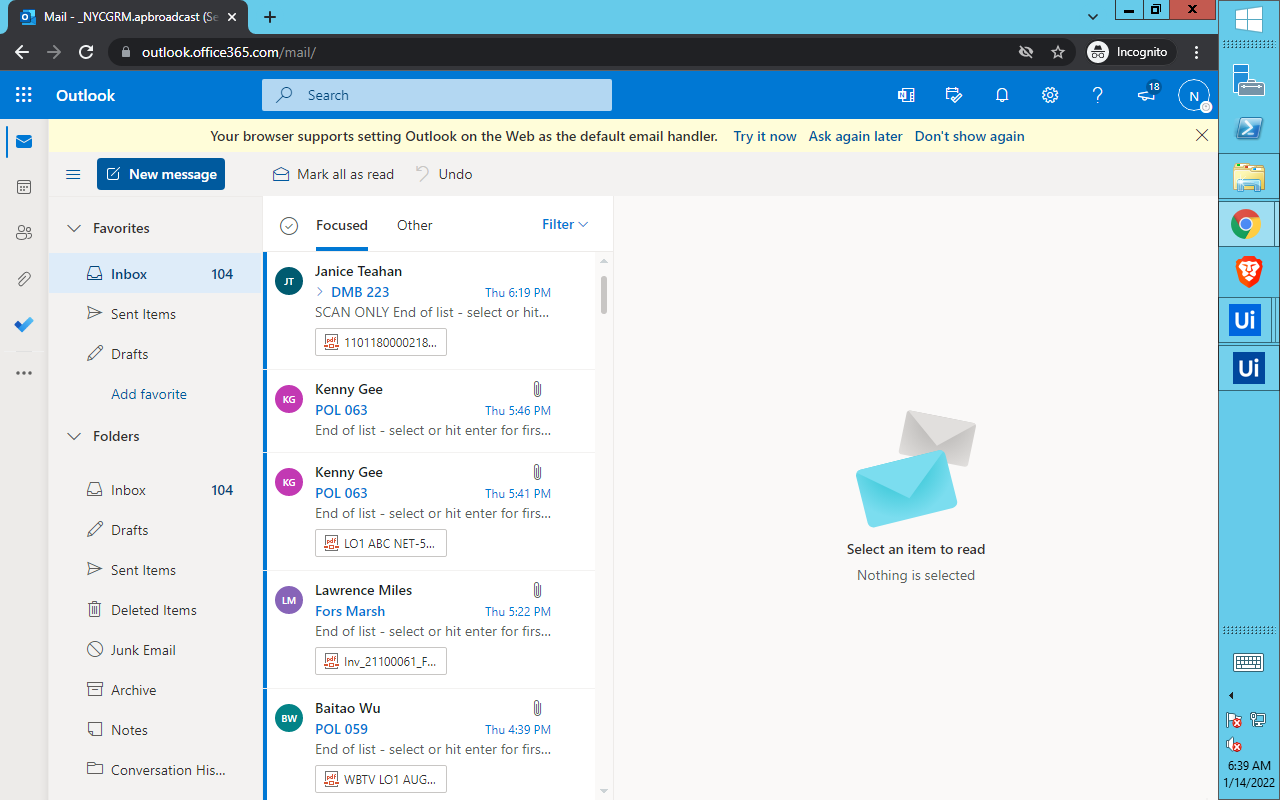 Mail - _NYCGRM.apbroadcast (Se
outlook.office365.com/mail/
Incognito
Outlook
Search
18
N
Your browser supports setting Outlook on the Web as the default email handler. Try it now Ask again later Don't show again
New message
Mark all as read
Undo
Favorites
Inbox 104
Sent Items
Drafts
Add favorite
Folders
Inbox 104
Drafts
Sent Items
Deleted Items
Junk Email
Archive
Notes
Conversation His...
Focused
Other
Filter
JT
Janice Teahan
DMB 223 Thu 6:19 PM
SCAN ONLY End of list - select or hit...
1101180000218...
KG
Kenny Gee
POL 063 Thu 5:46 PM
End of list - select or hit enter for firs...
KG
Kenny Gee
POL 063 Thu 5:41 PM
End of list - select or hit enter for firs...
LO1 ABC NET-5...
LM
Lawrence Miles
Fors Marsh Thu 5:22 PM
End of list - select or hit enter for firs...
Inv_21100061_F...
BW
Baitao Wu
POL 059 Thu 4:39 PM
End of list - select or hit enter for firs...
WBTV LO1 AUG...
Select an item to read
Nothing is selected
Ui
Ui
6:39 AM
1/14/2022